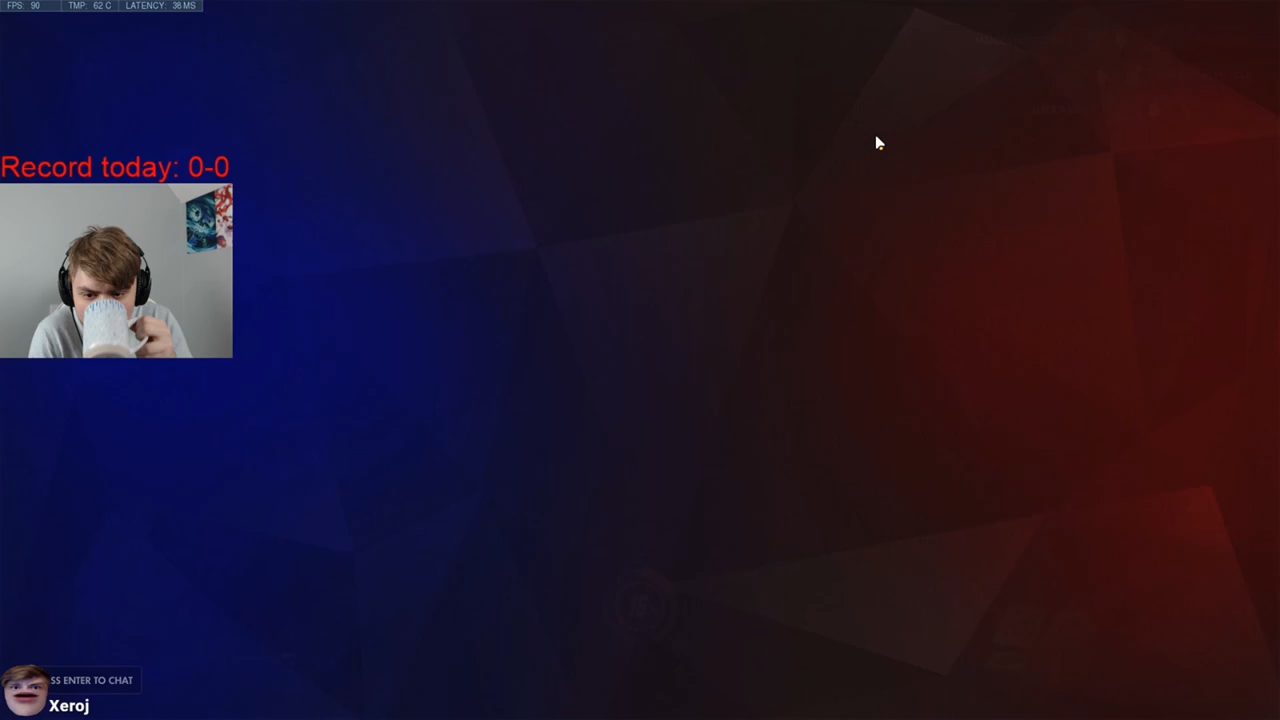 FPS: 90 TMP: 62 C LATENCY: 38 MS
Record today: 0-0
SS ENTER TO CHAT
Xeroj